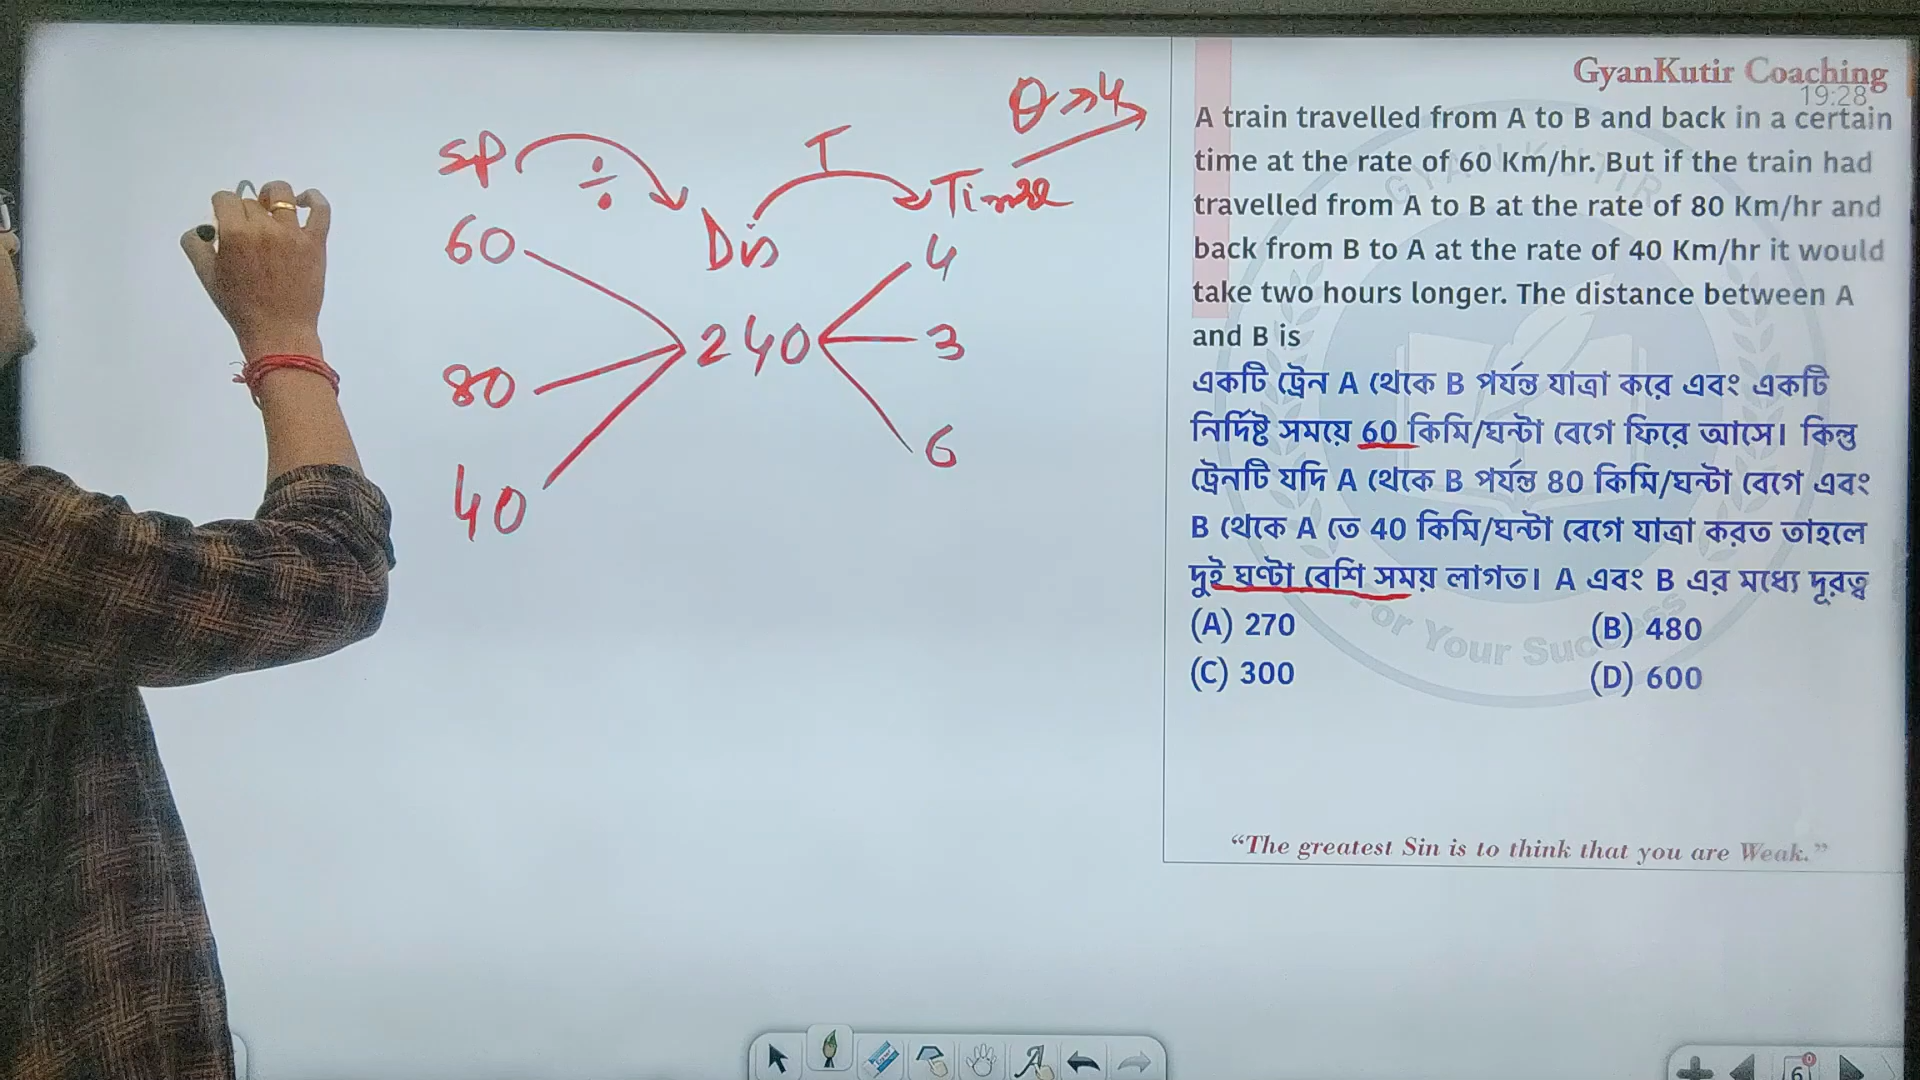 GyanKutir Coaching
19:28
A train travelled from A to B and back in a certain
time at the rate of 60 Km/hr. But if the train had
travelled from A to B at the rate of 80 Km/hr and
back from B to A at the rate of 40 Km/hr it would
take two hours longer. The distance between A
and B is
একটি ট্রেন A থেকে B পর্যন্ত যাত্রা করে এবং একটি
নির্দিষ্ট সময়ে 60 কিমি/ঘন্টা বেগে ফিরে আসে। কিন্তু
ট্রেনটি যদি A থেকে B পর্যন্ত 80 কিমি/ঘন্টা বেগে এবং
B থেকে A তে 40 কিমি/ঘন্টা বেগে যাত্রা করত তাহলে
দুই ঘণ্টা বেশি সময় লাগত। A এবং B এর মধ্যে দূরত্ব
(A) 270 (B) 480
(C) 300 (D) 600
For Your Success
“The greatest Sin is to think that you are Weak.”
SP ÷ Dis T Time
60 4
80 240 3
40 6
6